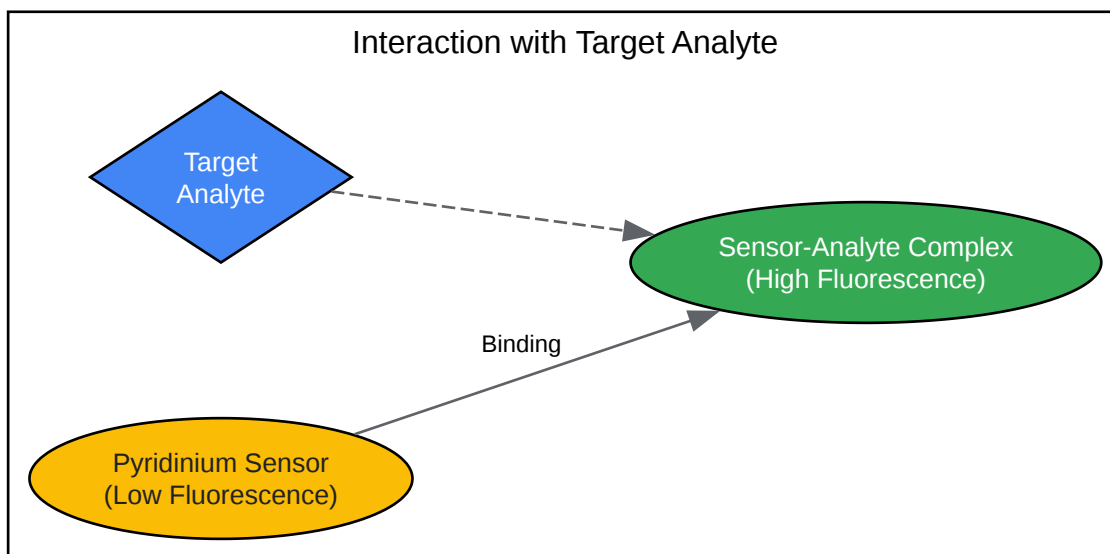 Interaction with Target Analyte
Target
Analyte
Sensor-Analyte Complex
(High Fluorescence)
Binding
Pyridinium Sensor
(Low Fluorescence)